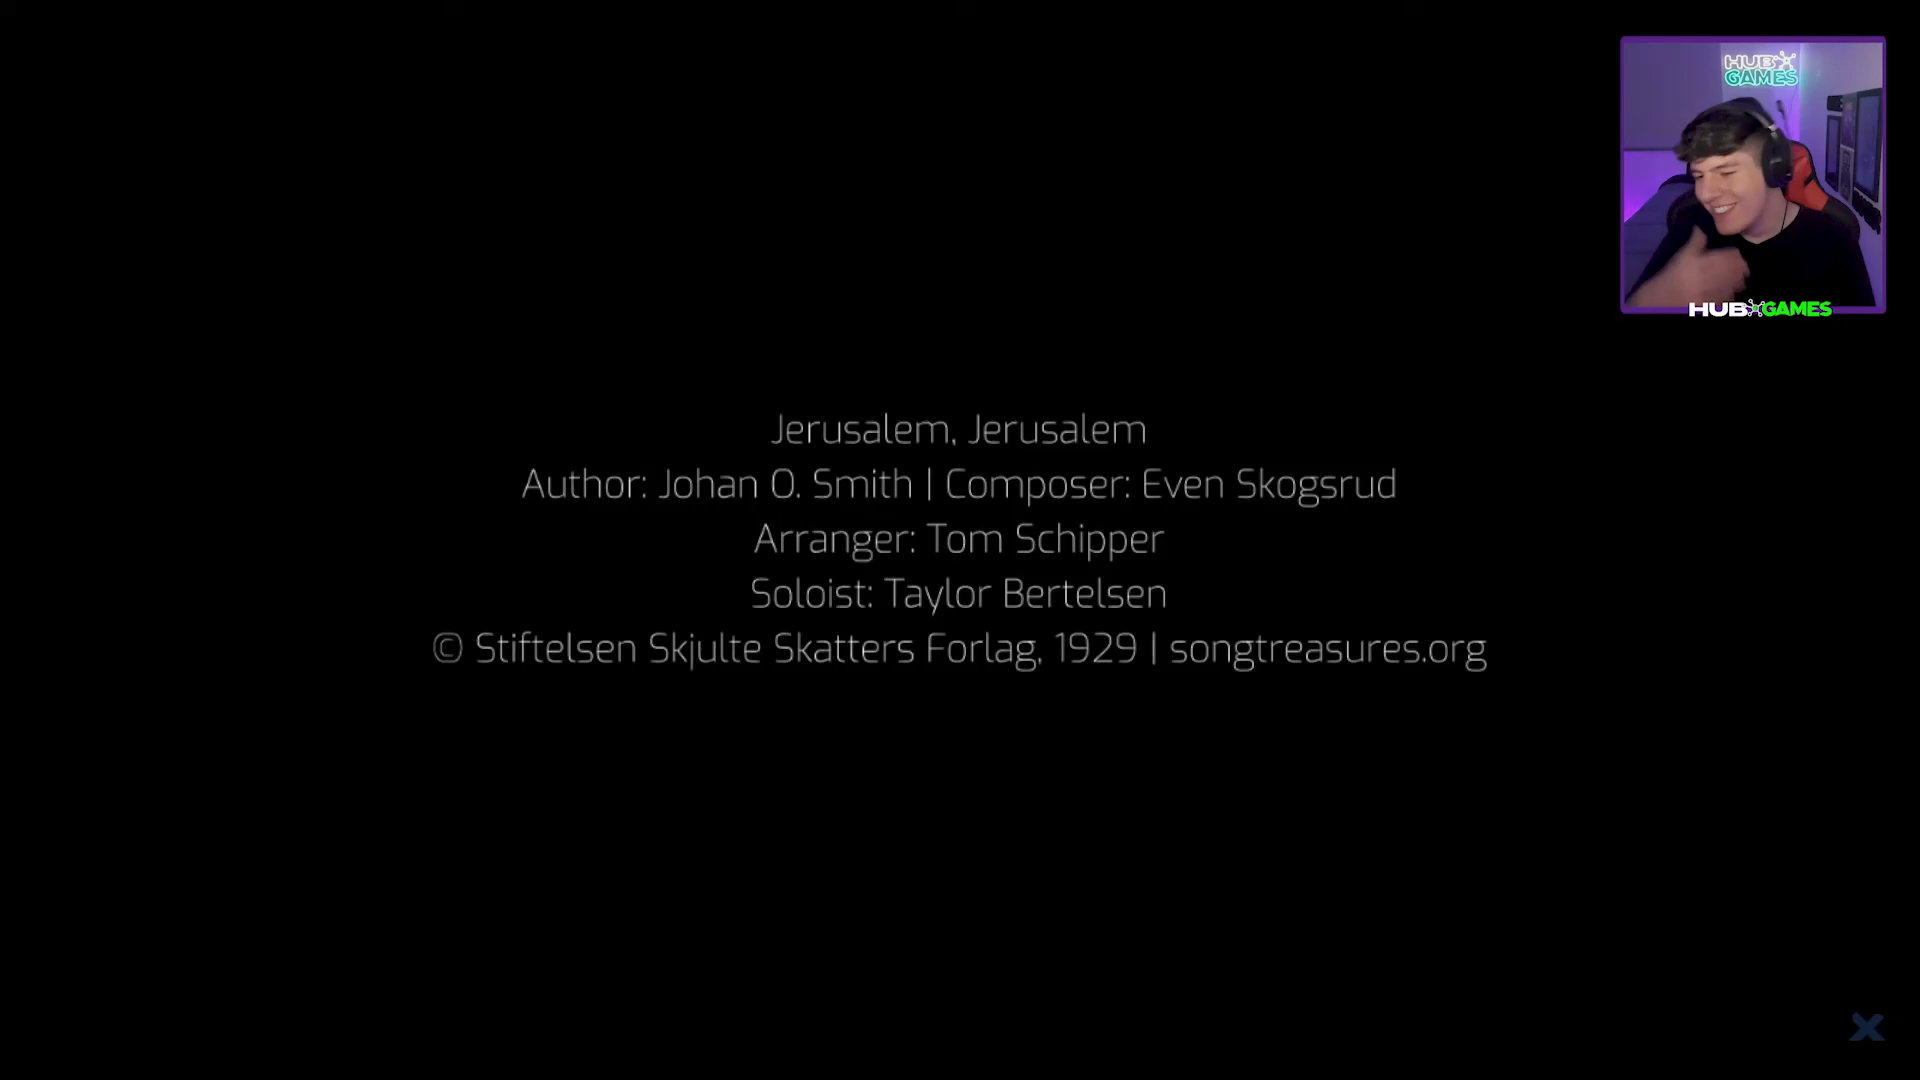 HUB GAMES
HUB GAMES
Jerusalem, Jerusalem
Author: Johan O. Smith | Composer: Even Skogsrud
Arranger: Tom Schipper
Soloist: Taylor Bertelsen
© Stiftelsen Skjulte Skatters Forlag, 1929 | songtreasures.org